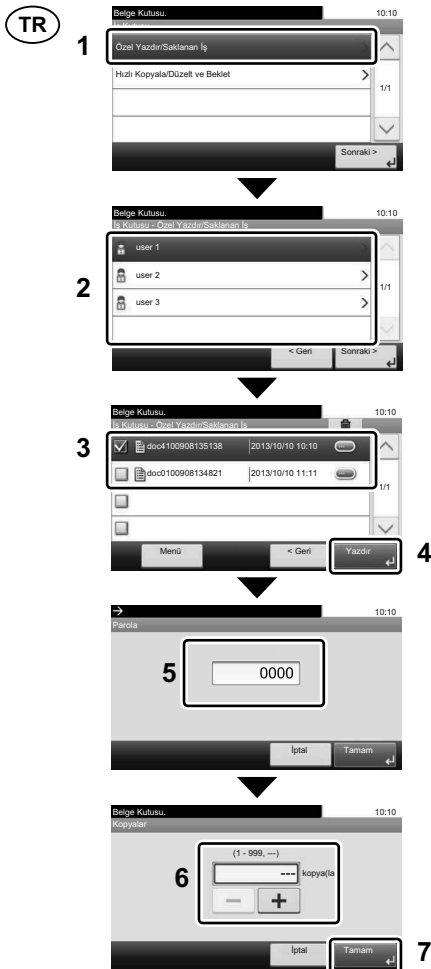 TR
Belge Kutusu. 10:10
İş Kutusu
1
Özel Yazdır/Saklanan İş
Hızlı Kopyala/Düzelt ve Beklet
1/1
Sonraki >
Belge Kutusu. 10:10
İş Kutusu - Özel Yazdır/Saklanan İş
user 1
2
user 2
1/1
user 3
< Geri Sonraki >
Belge Kutusu. 10:10
İş Kutusu - Özel Yazdır/Saklanan İş
3
doc4100908135138 2013/10/10 10:10
doc0100908134821 2013/10/10 11:11
1/1
Menü < Geri Yazdır
4
10:10
Parola
5
0000
İptal Tamam
Belge Kutusu. 10:10
Kopyalar
(1 - 999, ---)
6
--- kopya(la
İptal Tamam
7